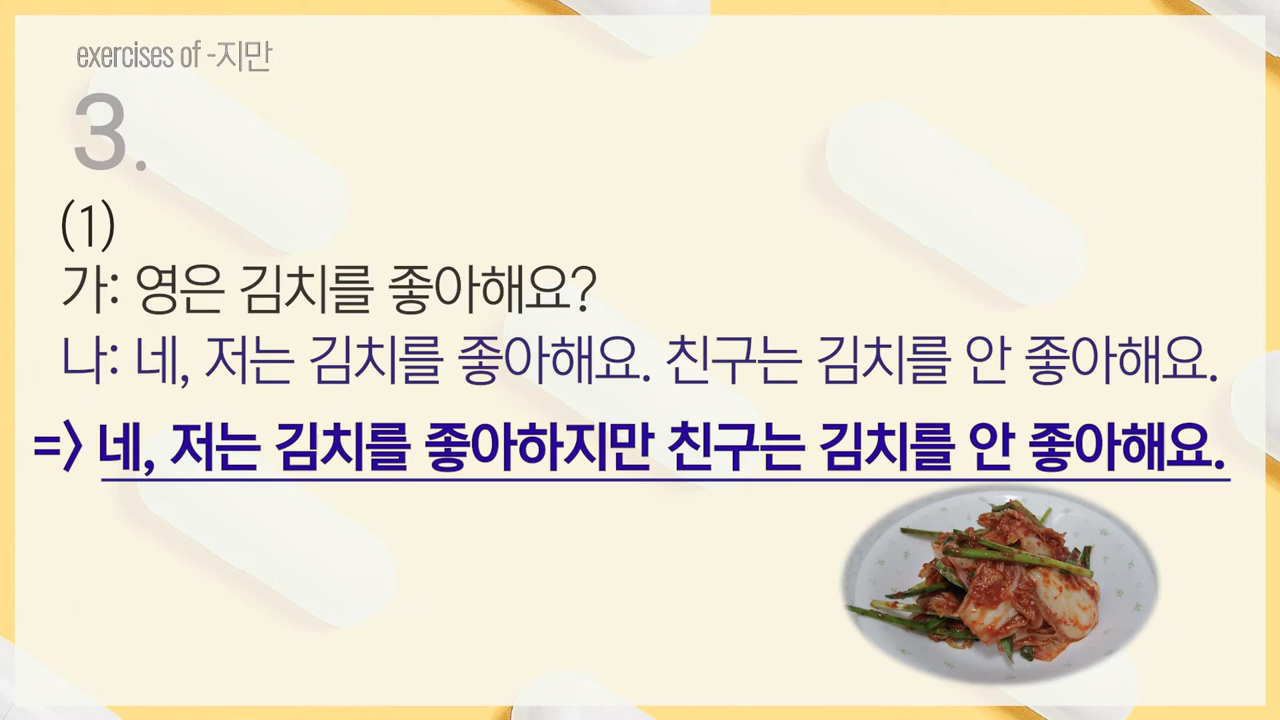 exercises of -지만
3.
(1)
가: 영은 김치를 좋아해요?
나: 네, 저는 김치를 좋아해요. 친구는 김치를 안 좋아해요.
=> 네, 저는 김치를 좋아하지만 친구는 김치를 안 좋아해요.